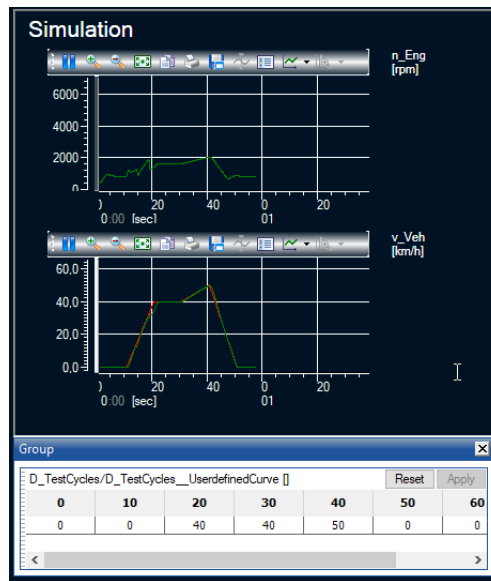 Simulation
n_Eng
[rpm]
6000
4000
2000
0
20
40
0
20
0:00 [sec]
01
v_Veh
[km/h]
60,0
40,0
20,0
0,0
20
40
0
20
0:00 [sec]
01
Group
D_TestCycles/D_TestCycles__UserdefinedCurve []
Reset
Apply
0 10 20 30 40 50 60
0 0 40 40 50 0 0